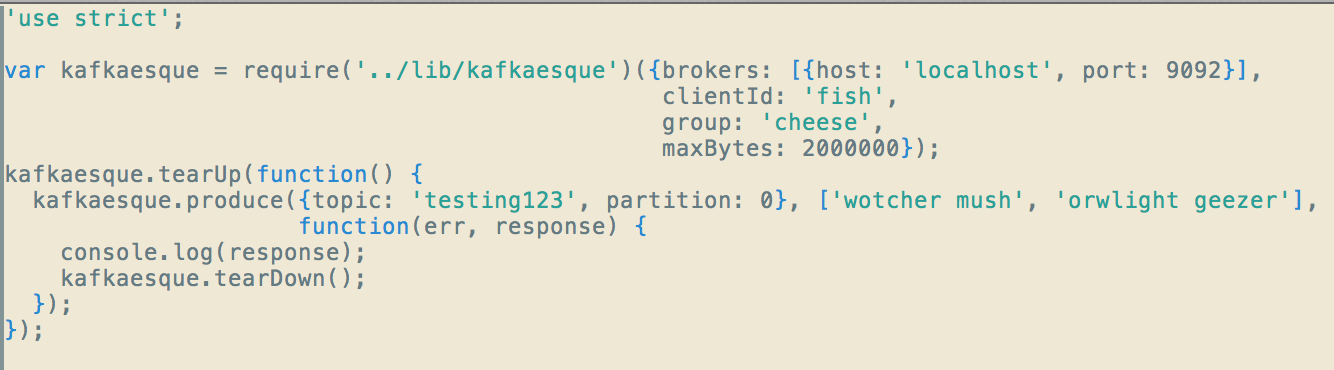 'use strict';
var kafkaesque = require('../lib/kafkaesque')({brokers: [{host: 'localhost', port: 9092}],
clientId: 'fish',
group: 'cheese',
maxBytes: 2000000});
kafkaesque.tearUp(function() {
kafkaesque.produce({topic: 'testing123', partition: 0}, ['wotcher mush', 'orwlight geezer'],
function(err, response) {
console.log(response);
kafkaesque.tearDown();
});
});